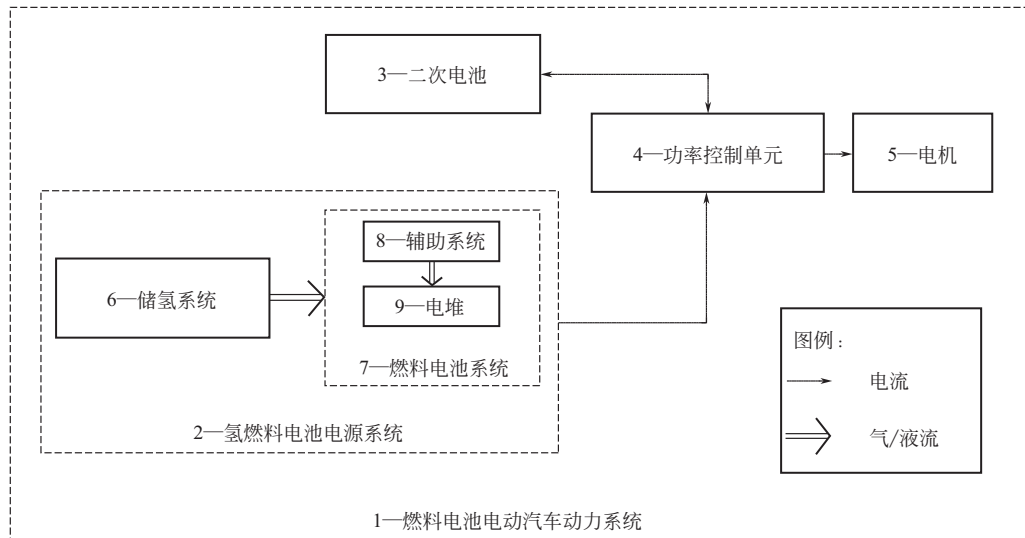 3—二次电池
4—功率控制单元
5—电机
8—辅助系统
6—储氢系统
9—电堆
7—燃料电池系统
2—氢燃料电池电源系统
图例:
电流
气/液流
1—燃料电池电动汽车动力系统